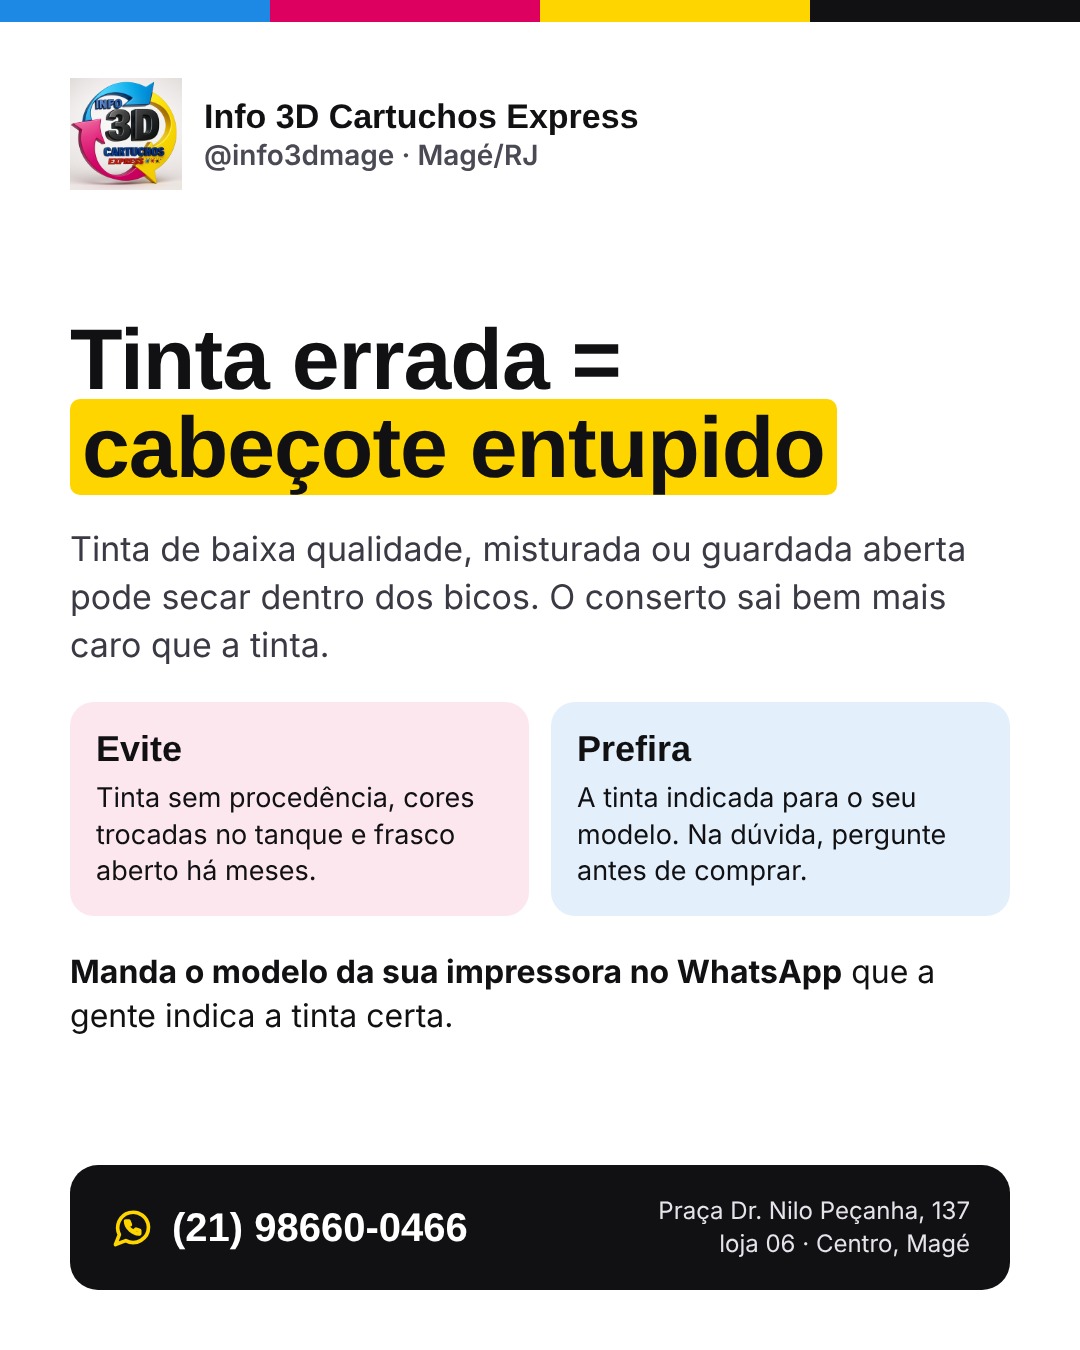 INFO
3D
CARTUCHOS
EXPRESS
Info 3D Cartuchos Express
@info3dmage · Magé/RJ
Tinta errada =
cabeçote entupido
Tinta de baixa qualidade, misturada ou guardada aberta
pode secar dentro dos bicos. O conserto sai bem mais
caro que a tinta.
Evite
Tinta sem procedência, cores
trocadas no tanque e frasco
aberto há meses.
Prefira
A tinta indicada para o seu
modelo. Na dúvida, pergunte
antes de comprar.
Manda o modelo da sua impressora no WhatsApp que a
gente indica a tinta certa.
(21) 98660-0466
Praça Dr. Nilo Peçanha, 137
loja 06 · Centro, Magé